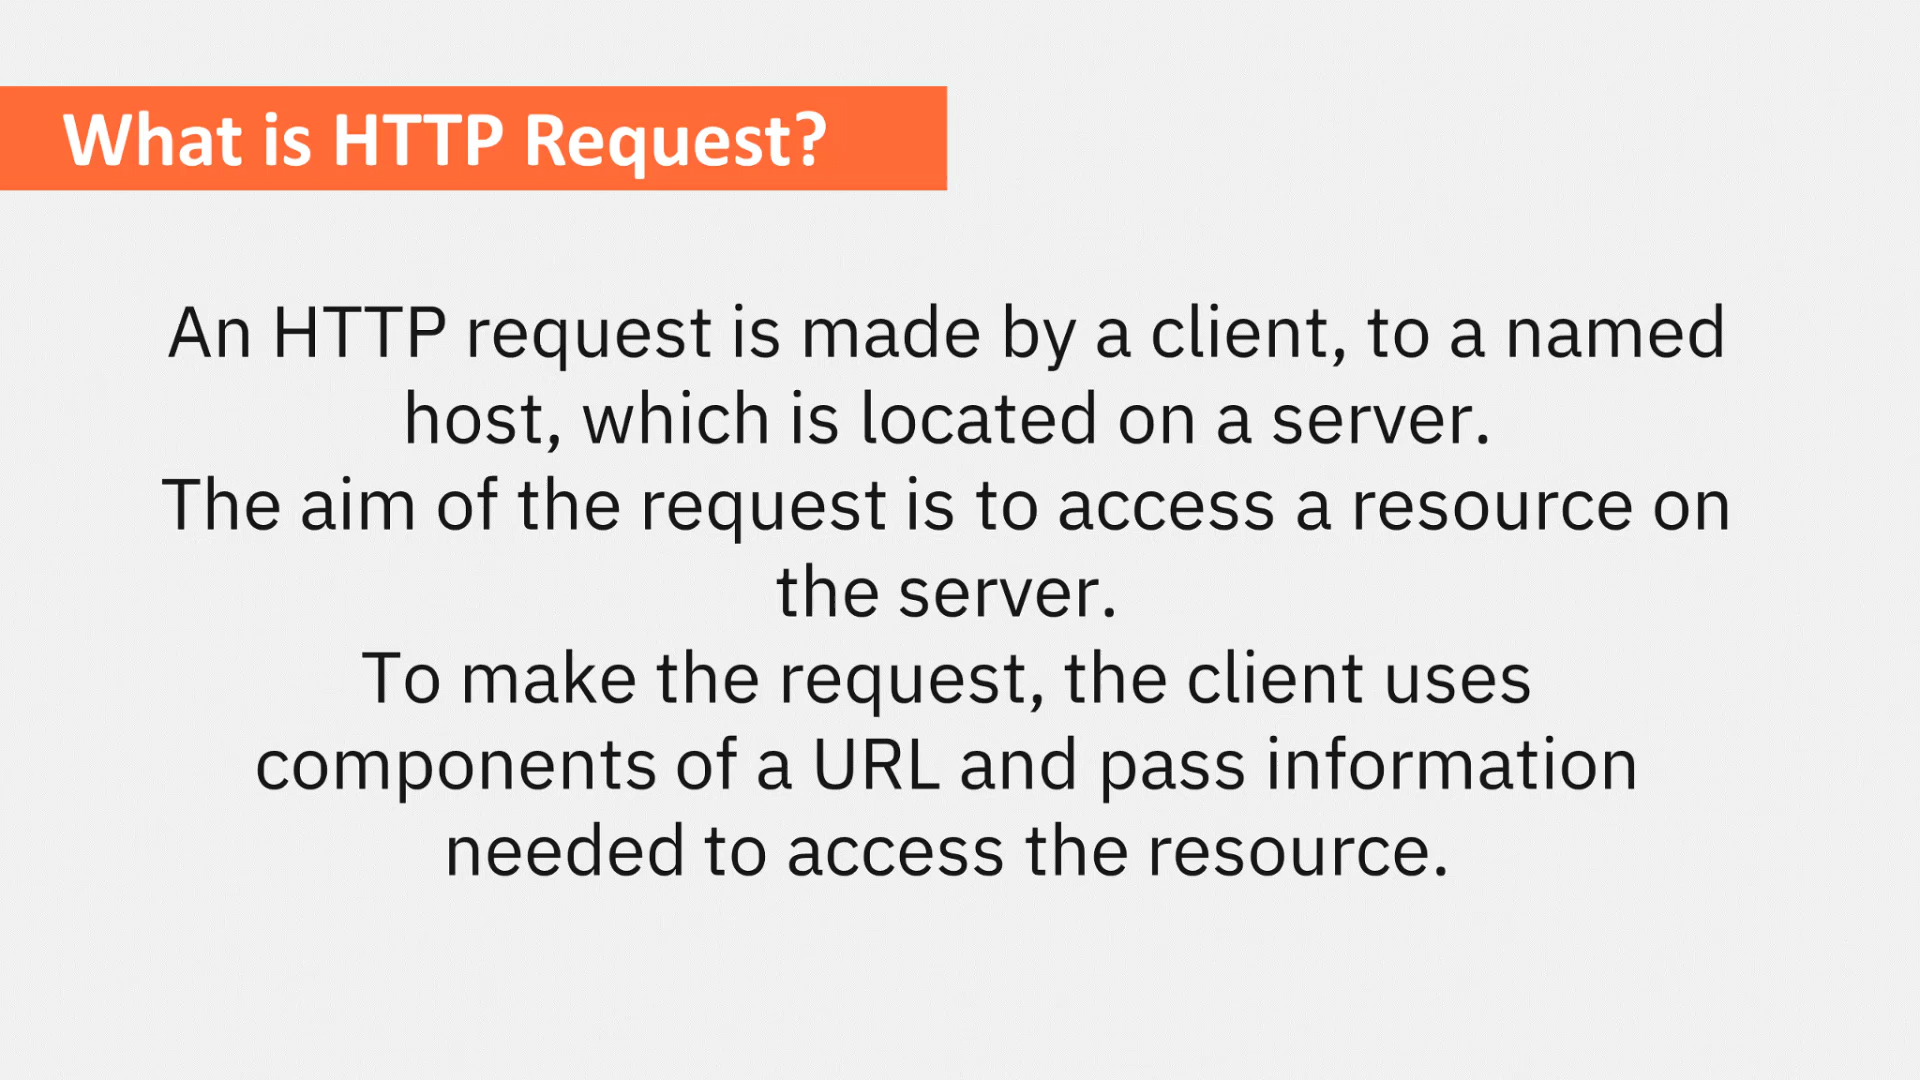 What is HTTP Request?
An HTTP request is made by a client, to a named
host, which is located on a server.
The aim of the request is to access a resource on
the server.
To make the request, the client uses
components of a URL and pass information
needed to access the resource.